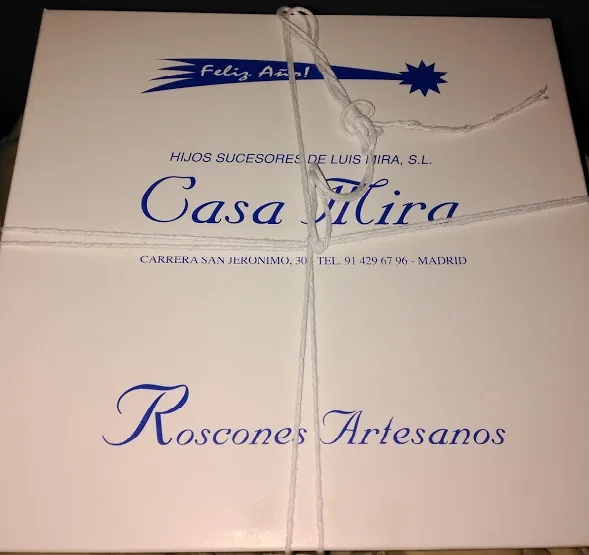 Feliz Año!
HIJOS SUCESORES DE LUIS MIRA, S.L.
Casa Mira
CARRERA SAN JERONIMO, 30 TEL. 91 429 67 96 - MADRID
Roscones Artesanos